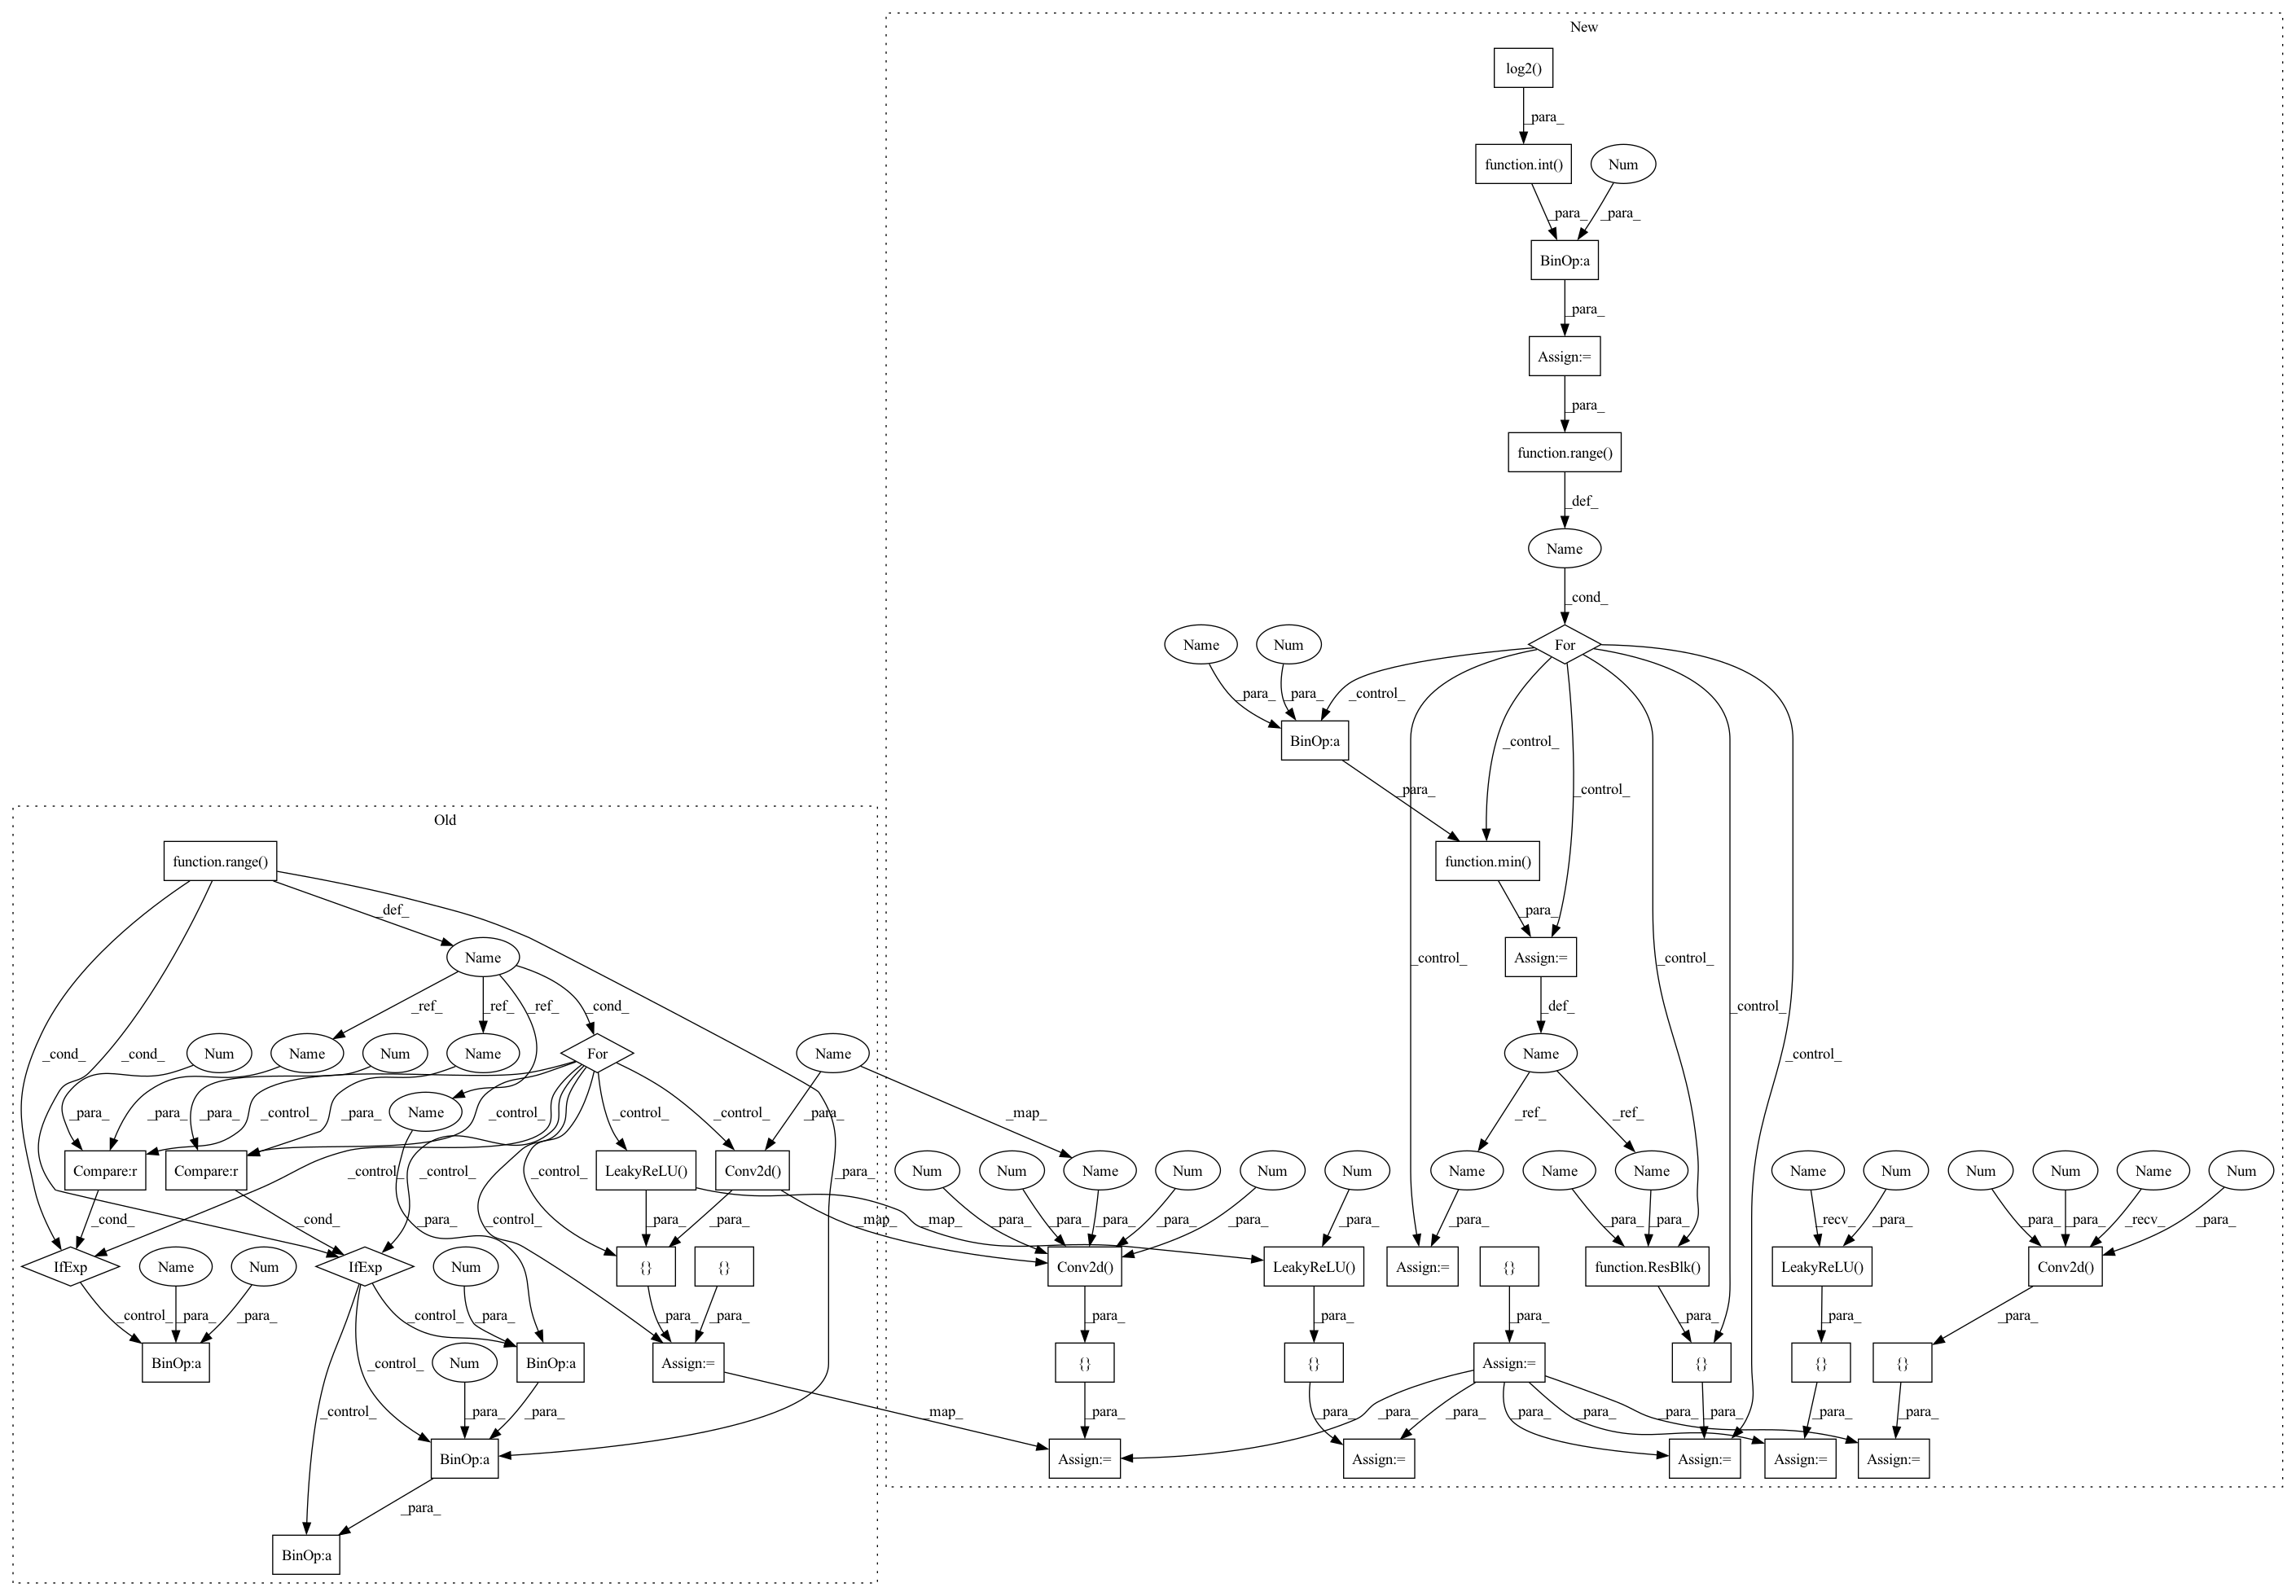 New
log2()
_para_
function.int() Num
_para_ _para_
BinOp:a
_para_
Assign:=
_para_
function.range()
_def_
Name
_cond_
Name Num For
_para_ _para_ _control_
BinOp:a _control_
_para_ _control_
Old
function.range() function.min()
_def_ _para_
Name Assign:= _control_ _control_
_ref_ _ref_ _ref_ _cond_ _def_ _control_
_cond_ _cond_ _control_
Num Name Num Name For Name Name
Name _map_ _ref_ _ref_
_para_ _para_ _control_ _para_ _para_ _control_ _control_ _control_ _para_
Compare:r Compare:r LeakyReLU() Conv2d() Num Num Name Num Num Num Name Name Name Name Num Num Num Name Num
_control_ _control_ _control_ _para_
_cond_ _para_ _cond_ _control_ _para_ _para_ _map_ _map_ _para_ _para_ _para_ _para_ _para_ _para_ _para_ _para_ _para_ _recv_ _para_ _para_ _para_ _recv_ _para_
IfExp Name Num IfExp Num {} {} Conv2d() LeakyReLU() Assign:= {} function.ResBlk() LeakyReLU() Conv2d()
_control_ _para_ _para_ _control_ _para_ _para_ _para_ _para_ _para_ _para_ _para_ _para_ _para_
BinOp:a _control_ Num BinOp:a Assign:= {} {} Assign:= {} {} {}
_control_ _para_ _para_ _map_ _para_ _para_ _para_ _para_ _para_ _para_ _para_ _para_ _para_ _para_
BinOp:a Assign:= Assign:= Assign:= Assign:= Assign:=
_para_
BinOp:a